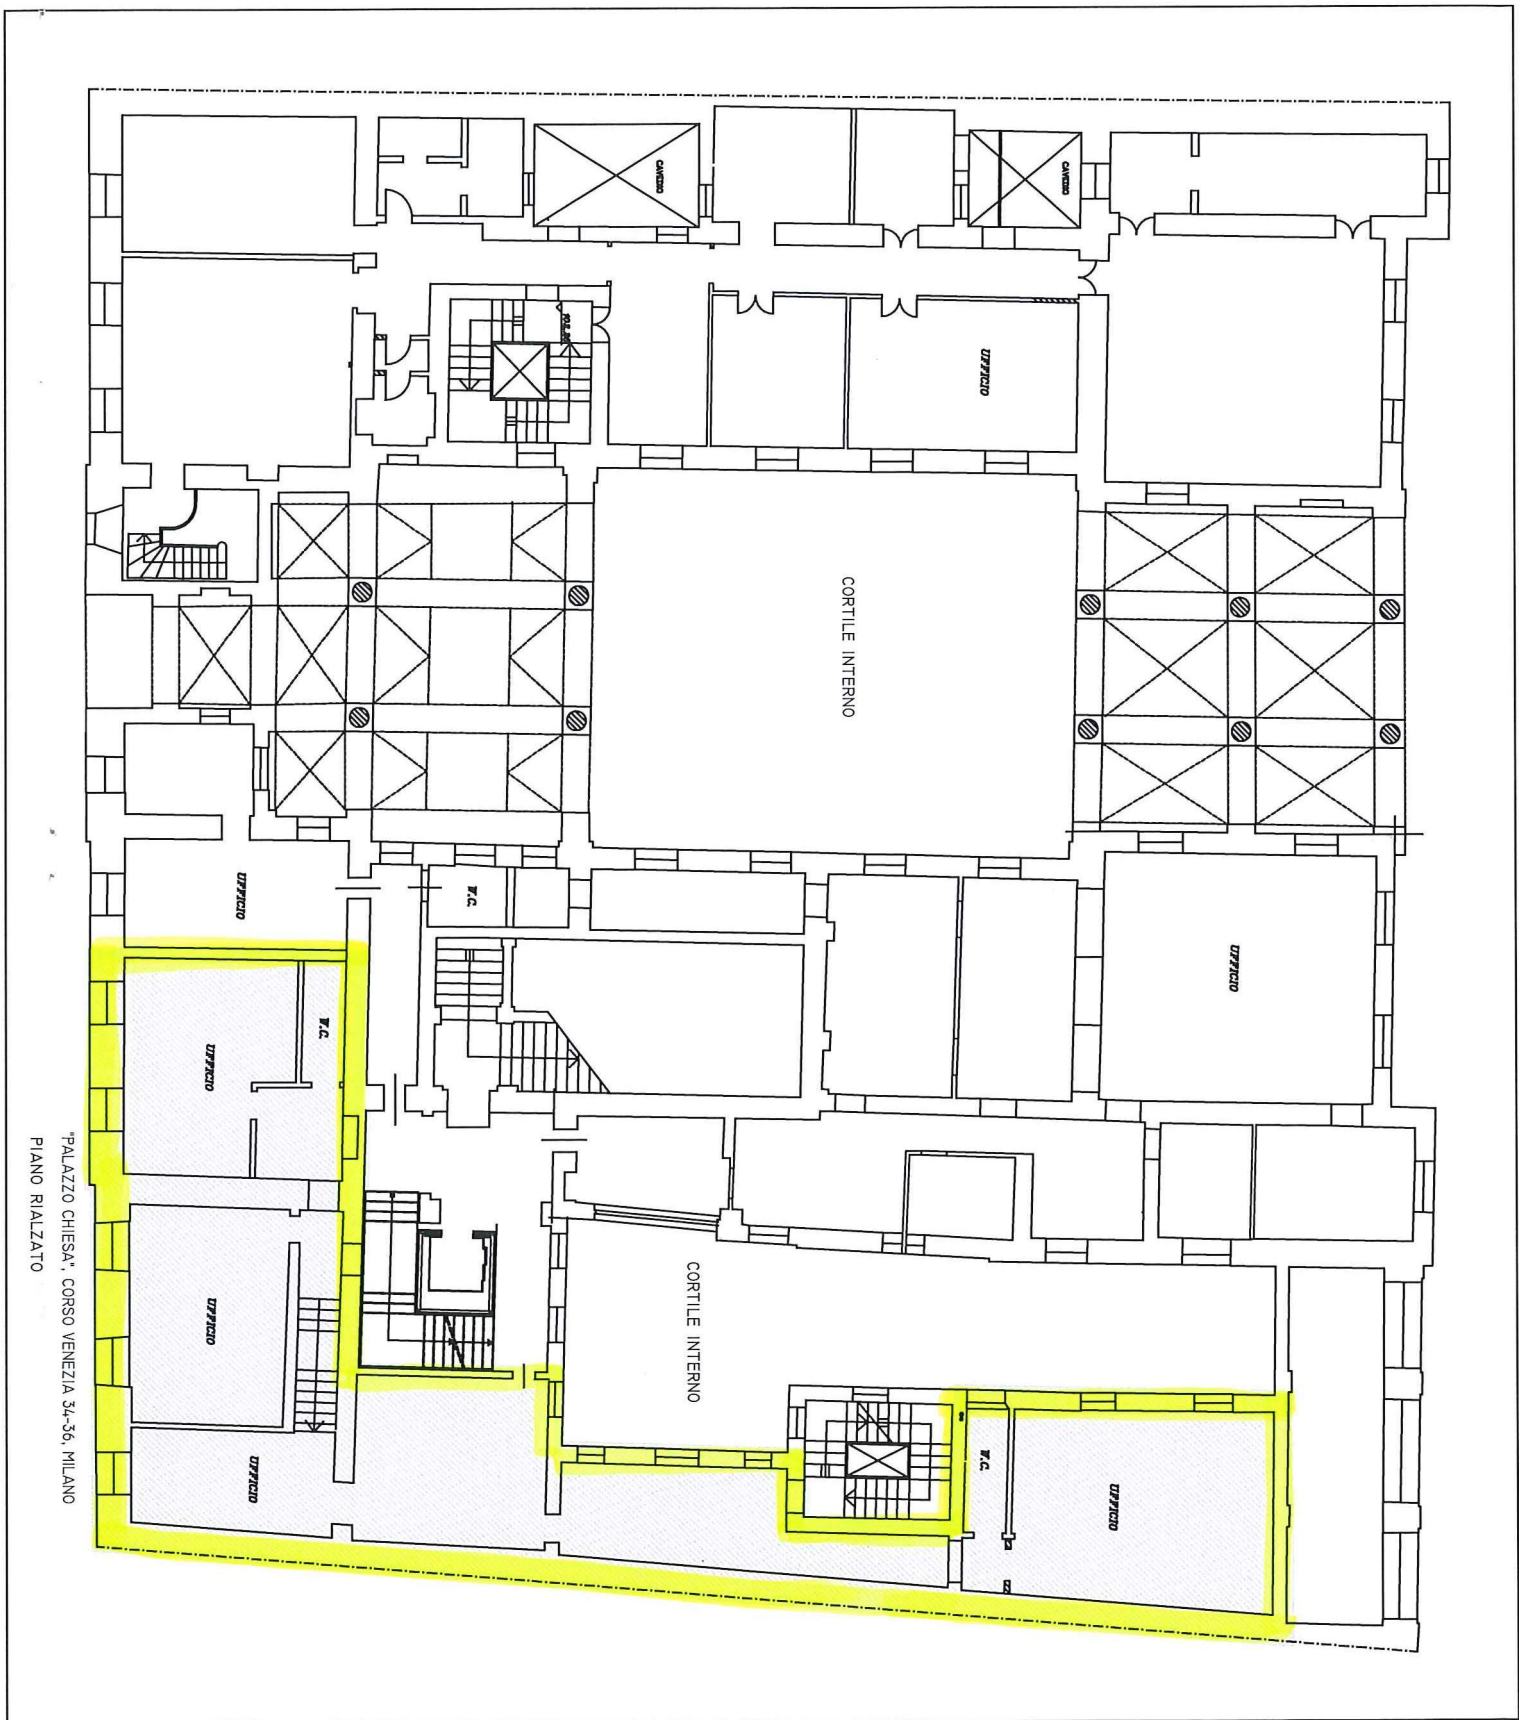 UFFICIO
UFFICIO
CAVEDIO
UFFICIO
W.C.
CORTILE INTERNO
CORTILE INTERNO
CAVEDIO
W.C.
W.C.
UFFICIO
UFFICIO
UFFICIO
UFFICIO
"PALAZZO CHIESA", CORSO VENEZIA 34-36, MILANO
PIANO RIALZATO